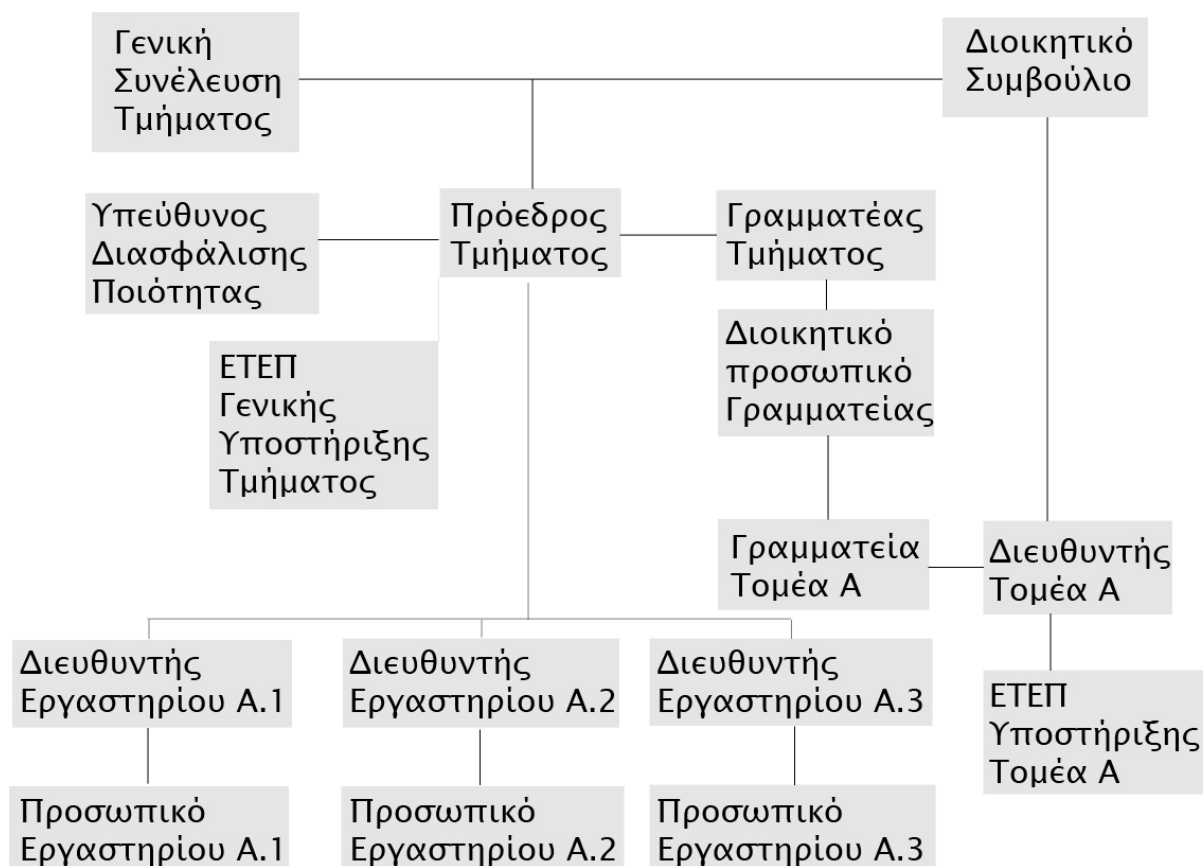 Γενική
Συνέλευση
Τμήματος
Διοικητικό
Συμβούλιο
Υπεύθυνος
Διασφάλισης
Ποιότητας
Πρόεδρος
Τμήματος
Γραμματέας
Τμήματος
ΕΤΕΠ
Γενικής
Υποστήριξης
Τμήματος
Διοικητικό
προσωπικό
Γραμματείας
Γραμματεία
Τομέα Α
Διευθυντής
Τομέα Α
Διευθυντής
Εργαστηρίου Α.1
Διευθυντής
Εργαστηρίου Α.2
Διευθυντής
Εργαστηρίου Α.3
ΕΤΕΠ
Υποστήριξης
Τομέα Α
Προσωπικό
Εργαστηρίου Α.1
Προσωπικό
Εργαστηρίου Α.2
Προσωπικό
Εργαστηρίου Α.3